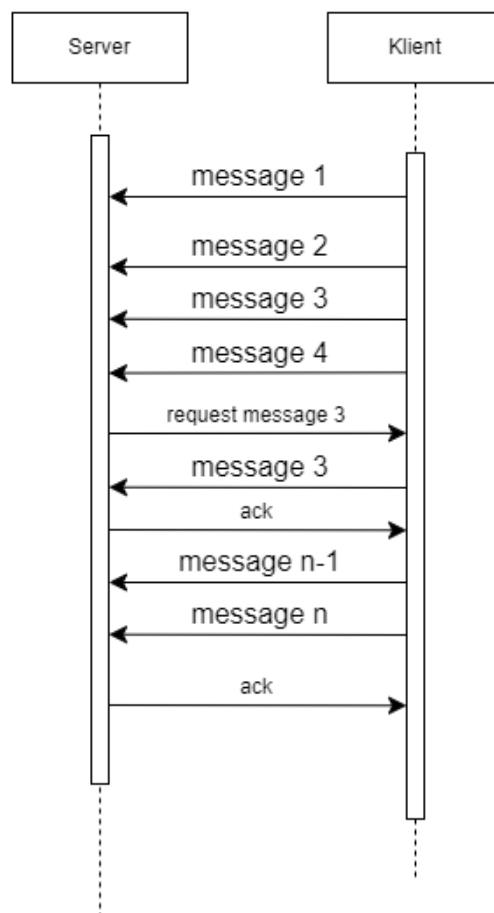 Server
Klient
message 1
message 2
message 3
message 4
request message 3
message 3
ack
message n-1
message n
ack